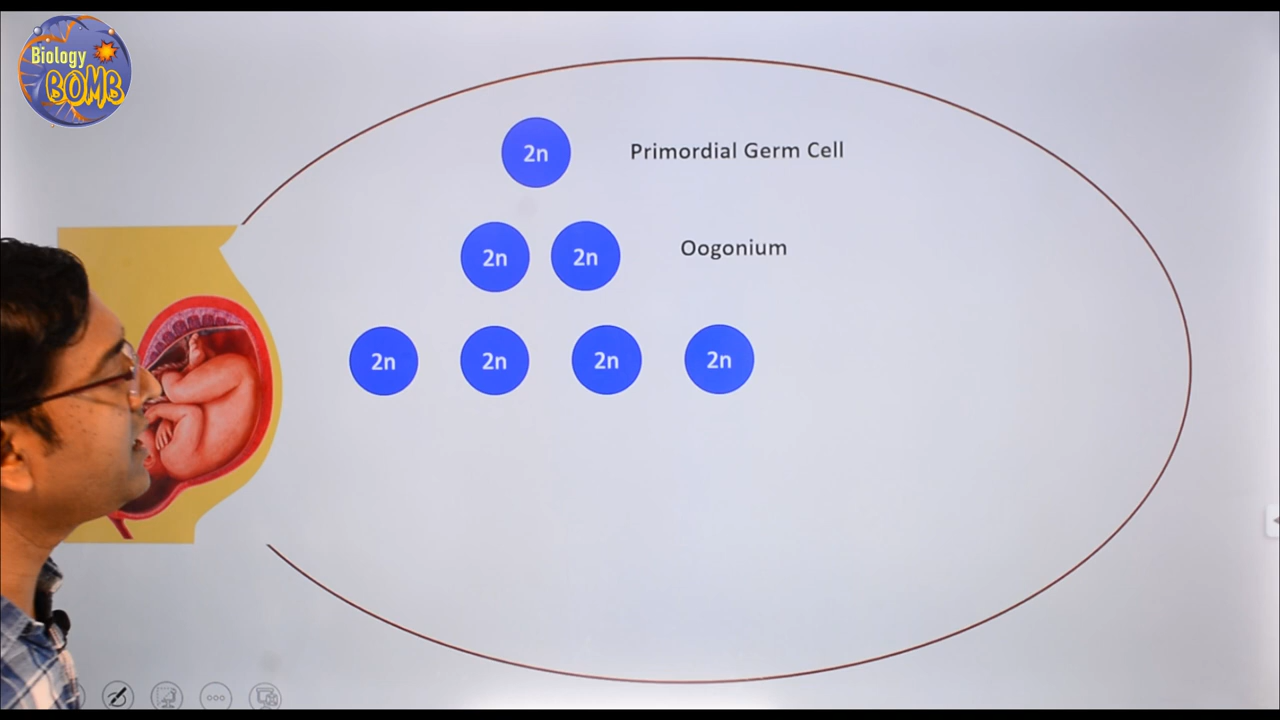 Biology
BOMB
2n
Primordial Germ Cell
2n 2n
Oogonium
2n 2n 2n 2n